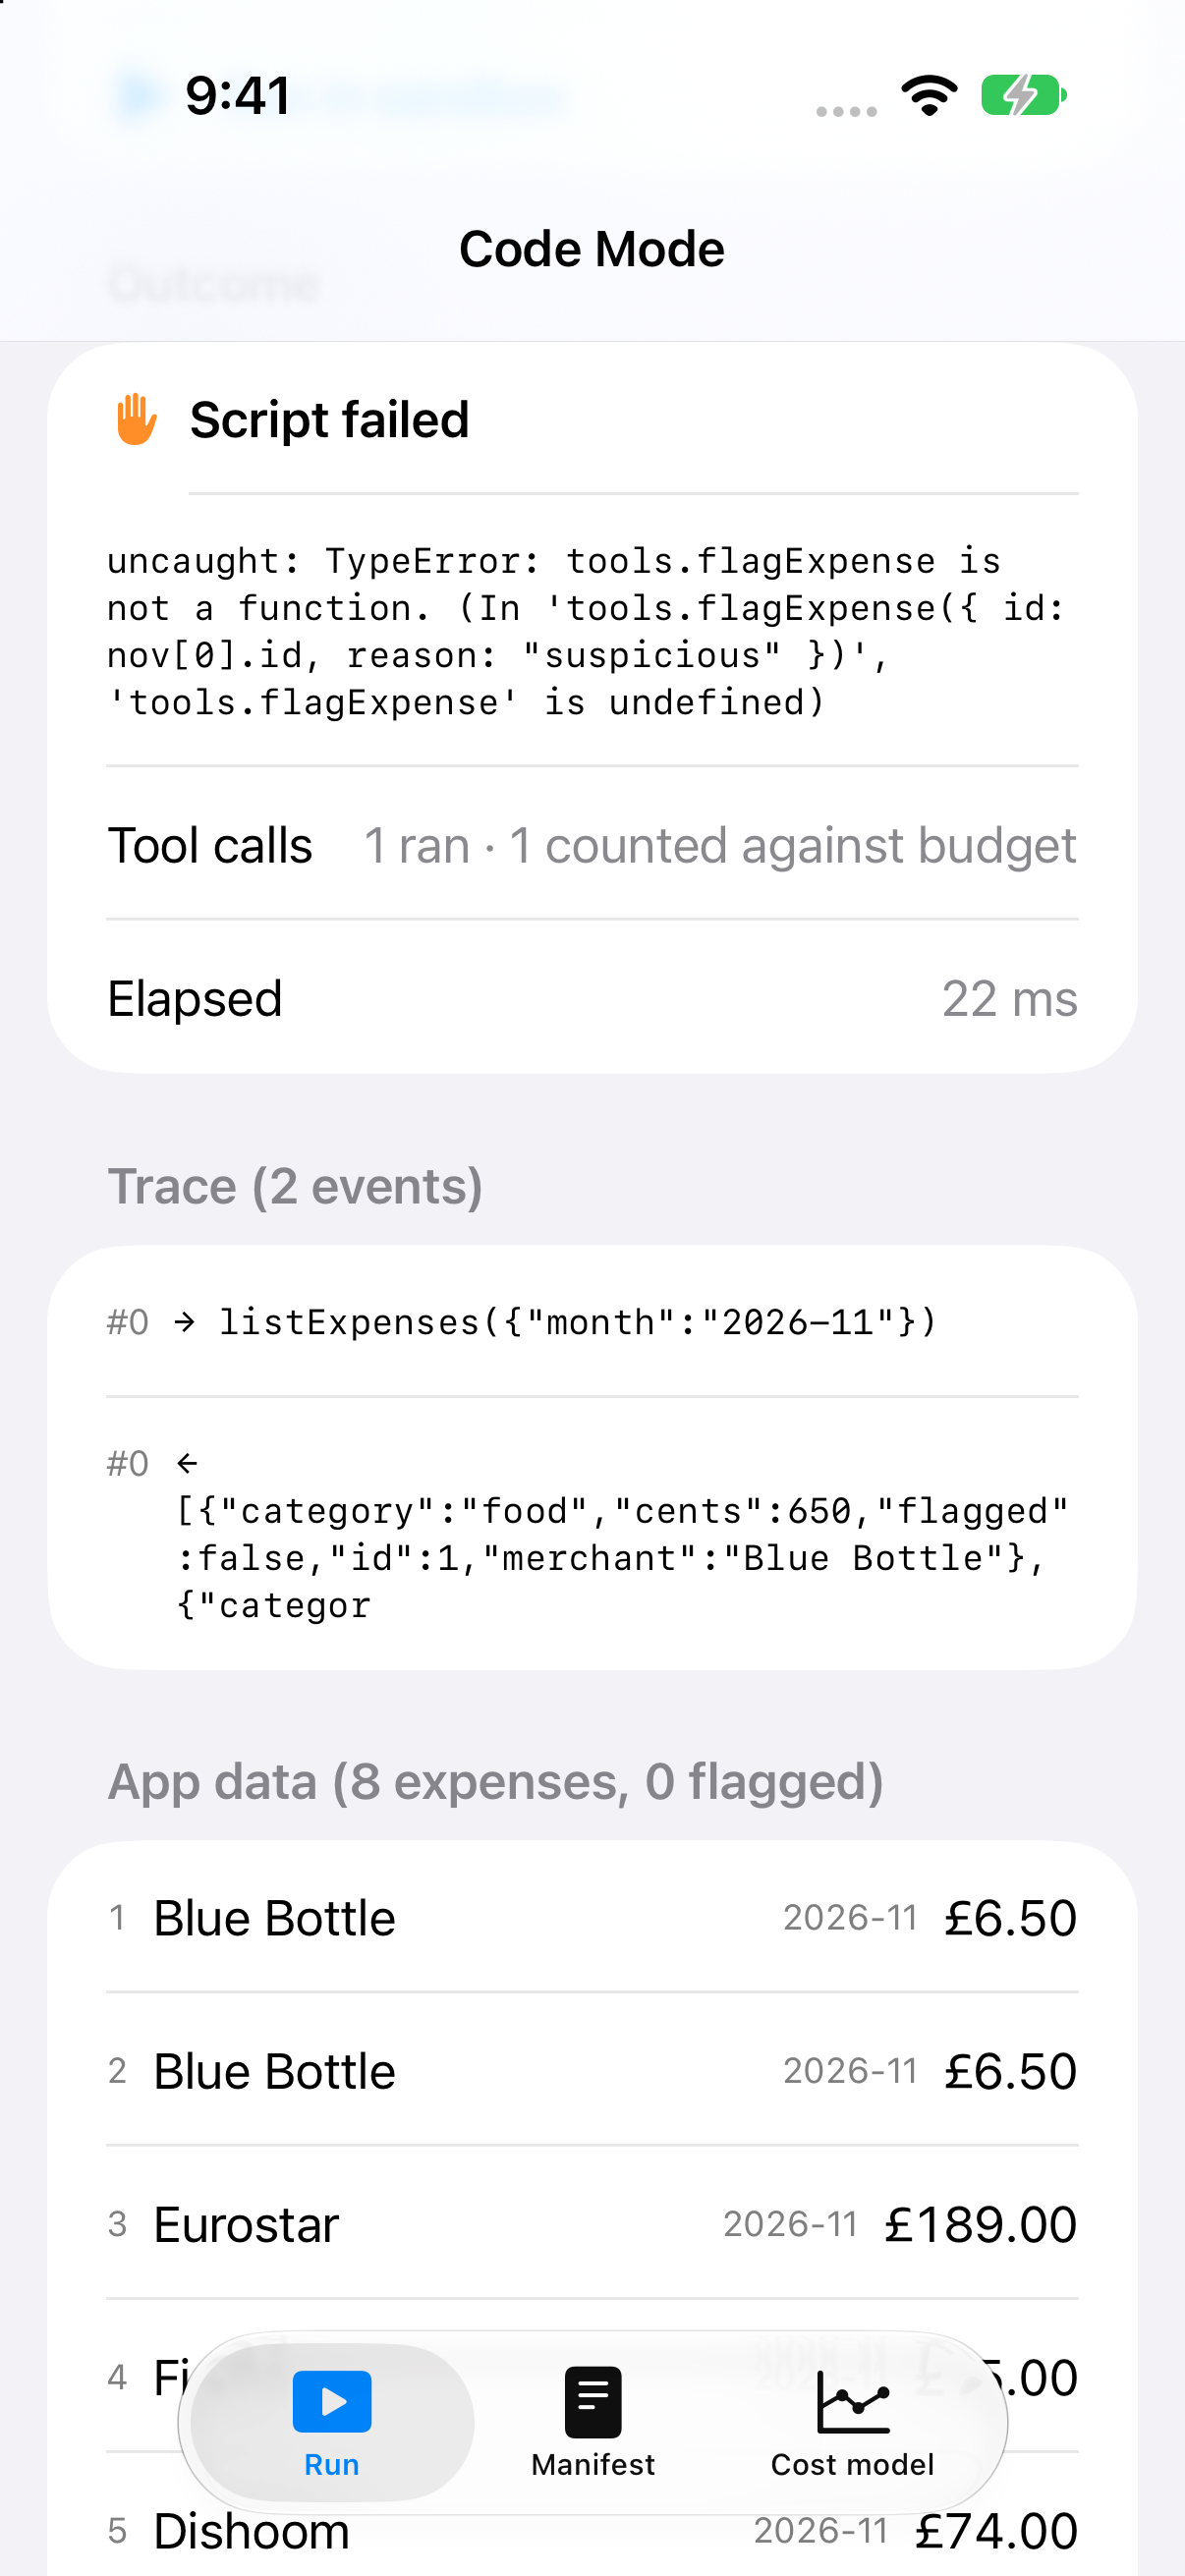 9:41
Code Mode
Outcome
Script failed
uncaught: TypeError: tools.flagExpense is
not a function. (In 'tools.flagExpense({ id:
nov[0].id, reason: "suspicious" })',
'tools.flagExpense' is undefined)
Tool calls 1 ran · 1 counted against budget
Elapsed 22 ms
Trace (2 events)
#0 → listExpenses({"month":"2026-11"})
#0 ←
[{"category":"food","cents":650,"flagged"
:false,"id":1,"merchant":"Blue Bottle"},
{"categor
App data (8 expenses, 0 flagged)
1 Blue Bottle 2026-11 £6.50
2 Blue Bottle 2026-11 £6.50
3 Eurostar 2026-11 £189.00
4
Run
Manifest
Cost model
5 Dishoom 2026-11 £74.00